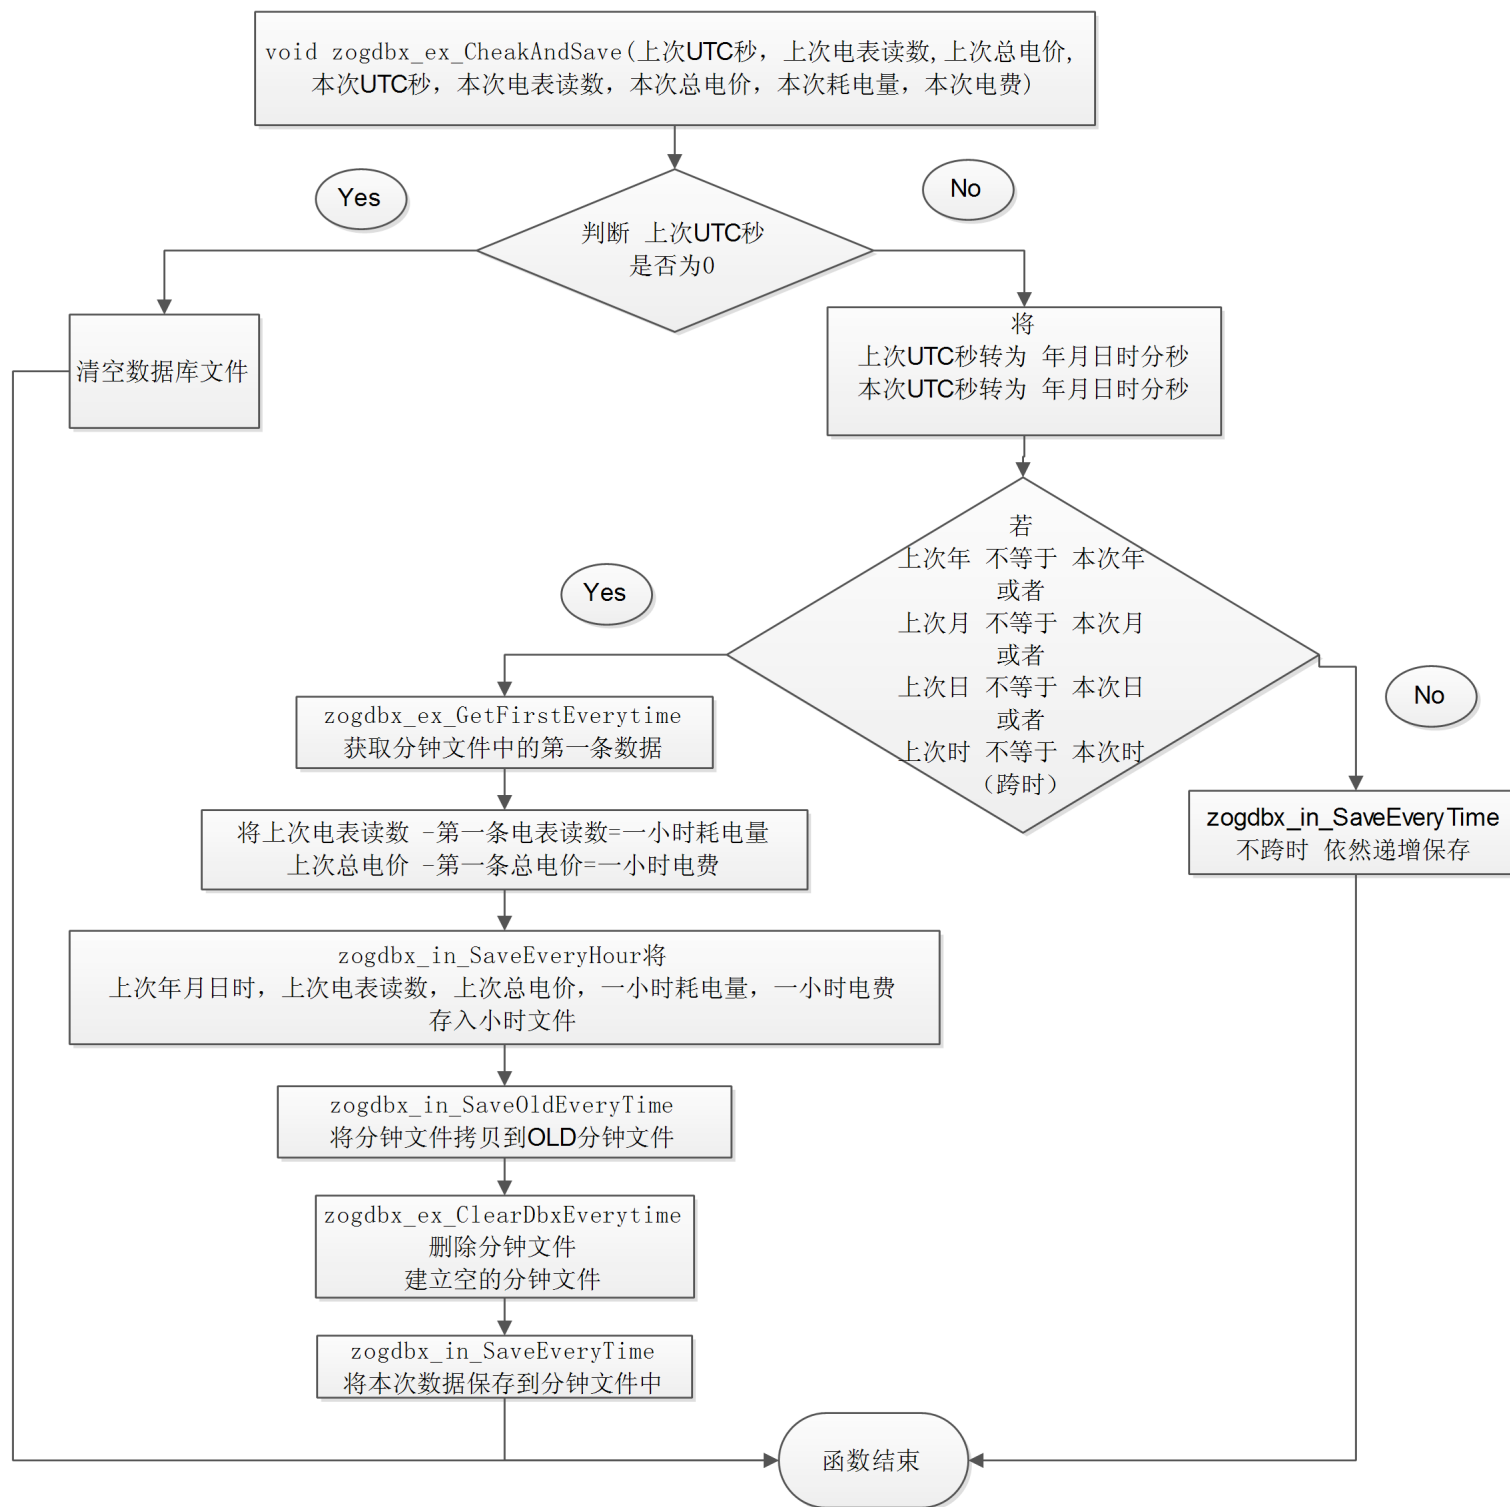 void zogdbx_ex_CheakAndSave(上次UTC秒，上次电表读数,上次总电价,
本次UTC秒，本次电表读数，本次总电价，本次耗电量，本次电费)
Yes
No
判断 上次UTC秒
是否为0
清空数据库文件
将
上次UTC秒转为 年月日时分秒
本次UTC秒转为 年月日时分秒
若
上次年 不等于 本次年
或者
上次月 不等于 本次月
或者
上次日 不等于 本次日
或者
上次时 不等于 本次时
（跨时）
Yes
No
zogdbx_ex_GetFirstEverytime
获取分钟文件中的第一条数据
将上次电表读数 -第一条电表读数=一小时耗电量
上次总电价 -第一条总电价=一小时电费
zogdbx_in_SaveEveryTime
不跨时 依然递增保存
zogdbx_in_SaveEveryHour将
上次年月日时，上次电表读数，上次总电价，一小时耗电量，一小时电费
存入小时文件
zogdbx_in_SaveOldEveryTime
将分钟文件拷贝到OLD分钟文件
zogdbx_ex_ClearDbxEverytime
删除分钟文件
建立空的分钟文件
zogdbx_in_SaveEveryTime
将本次数据保存到分钟文件中
函数结束